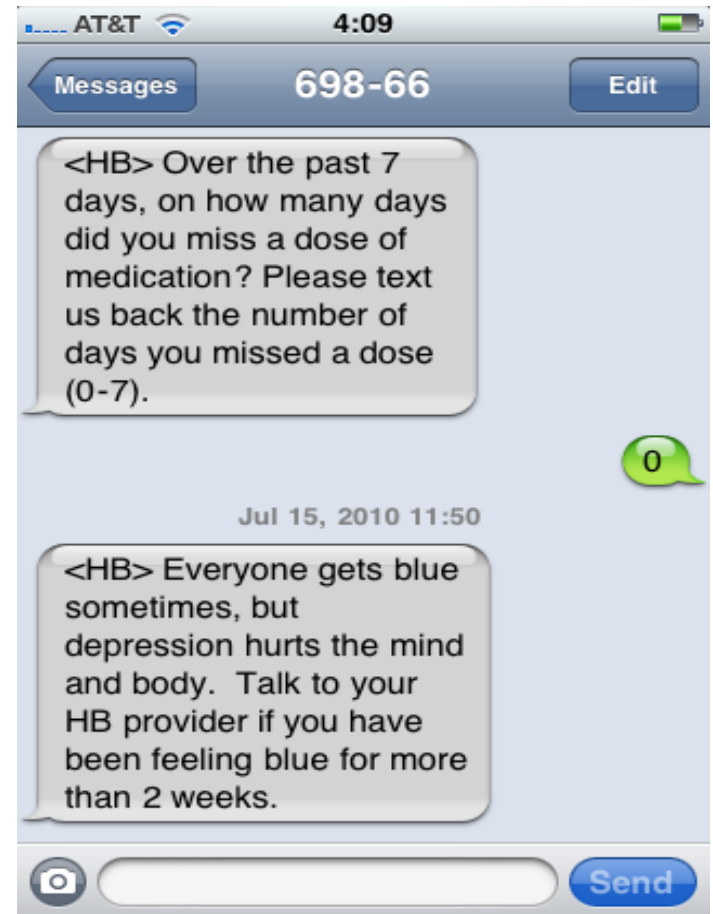 AT&T 4:09
Messages 698-66 Edit
<HB> Over the past 7
days, on how many days
did you miss a dose of
medication? Please text
us back the number of
days you missed a dose
(0-7).
0
Jul 15, 2010 11:50
<HB> Everyone gets blue
sometimes, but
depression hurts the mind
and body.  Talk to your
HB provider if you have
been feeling blue for more
than 2 weeks.
Send